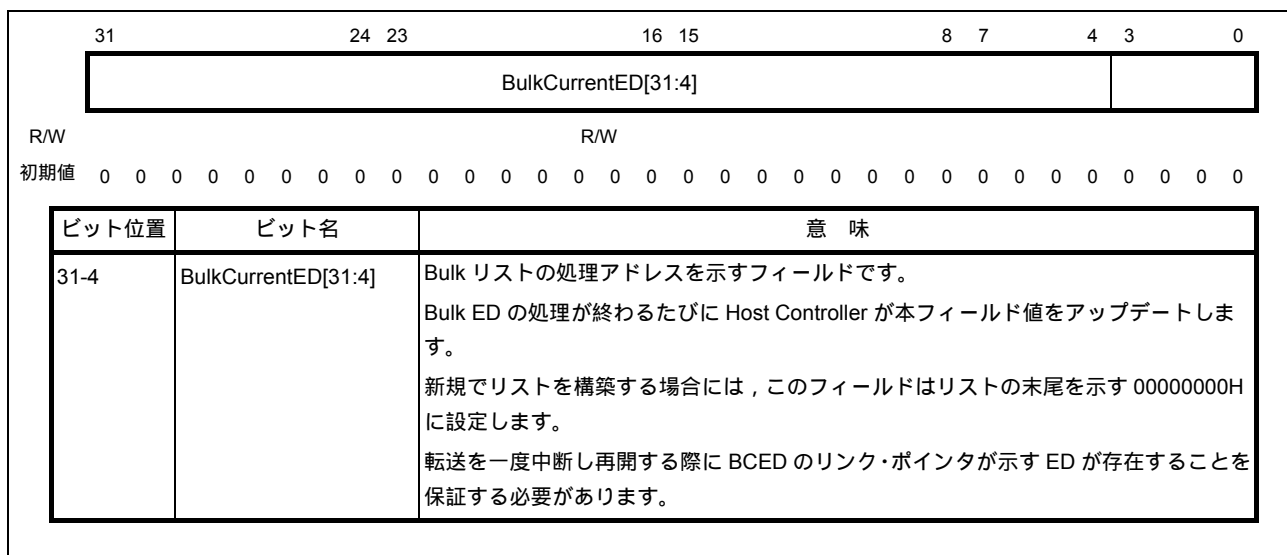 31 24 23 16 15 8 7 4 3 0
BulkCurrentED[31:4]
R/W R/W
初期値 0 0 0 0 0 0 0 0 0 0 0 0 0 0 0 0 0 0 0 0 0 0 0 0 0 0 0 0 0 0 0 0
ビット位置 ビット名 意 味
31-4 BulkCurrentED[31:4] Bulk リストの処理アドレスを示すフィールドです。
Bulk ED の処理が終わるたびに Host Controller が本フィールド値をアップデートしま
す。
新規でリストを構築する場合には，このフィールドはリストの末尾を示す 00000000H
に設定します。
転送を一度中断し再開する際に BCED のリンク・ポインタが示す ED が存在することを
保証する必要があります。